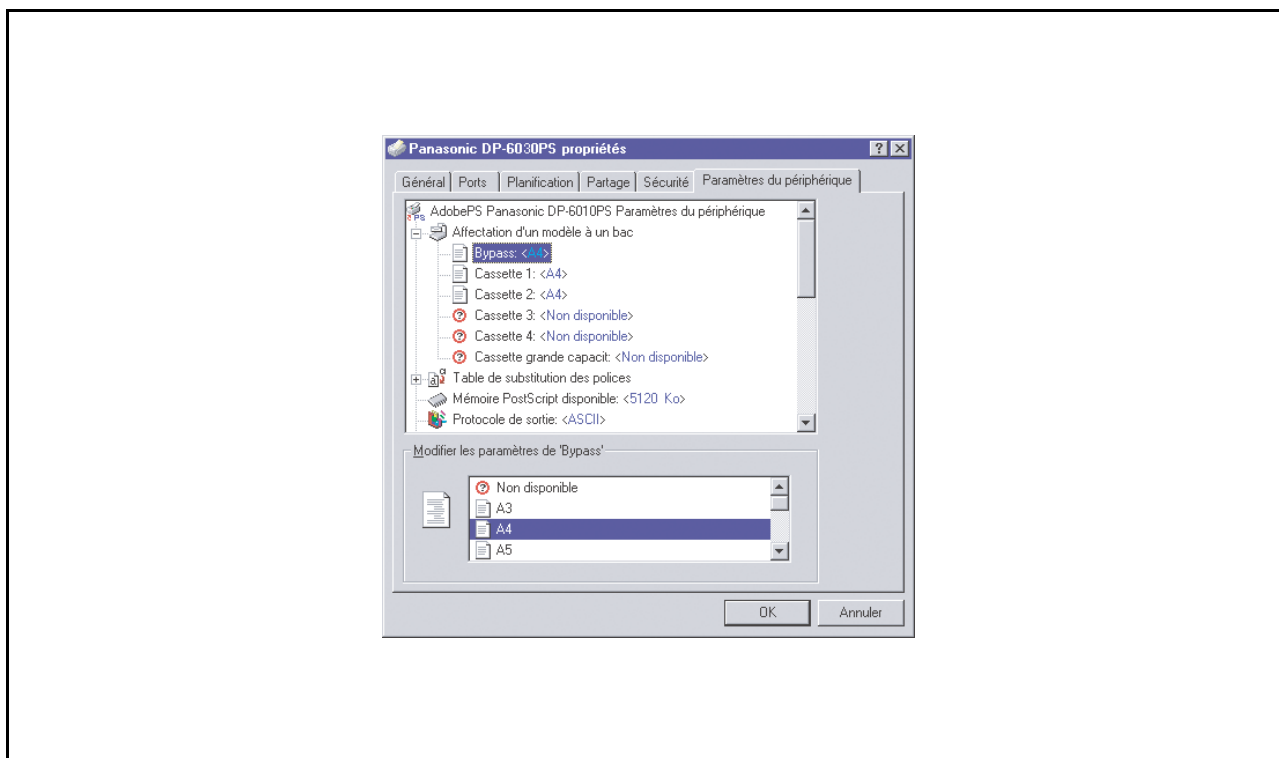 Panasonic DP-6030PS propriétés
Général Ports Planification Partage Sécurité Paramètres du périphérique
AdobePS Panasonic DP-6010PS Paramètres du périphérique
Affectation d'un modèle à un bac
Bypass: <A4>
Cassette 1: <A4>
Cassette 2: <A4>
Cassette 3: <Non disponible>
Cassette 4: <Non disponible>
Cassette grande capacit: <Non disponible>
Table de substitution des polices
Mémoire PostScript disponible: <5120 Ko>
Protocole de sortie: <ASCII>
Modifier les paramètres de 'Bypass'
Non disponible
A3
A4
A5
OK Annuler